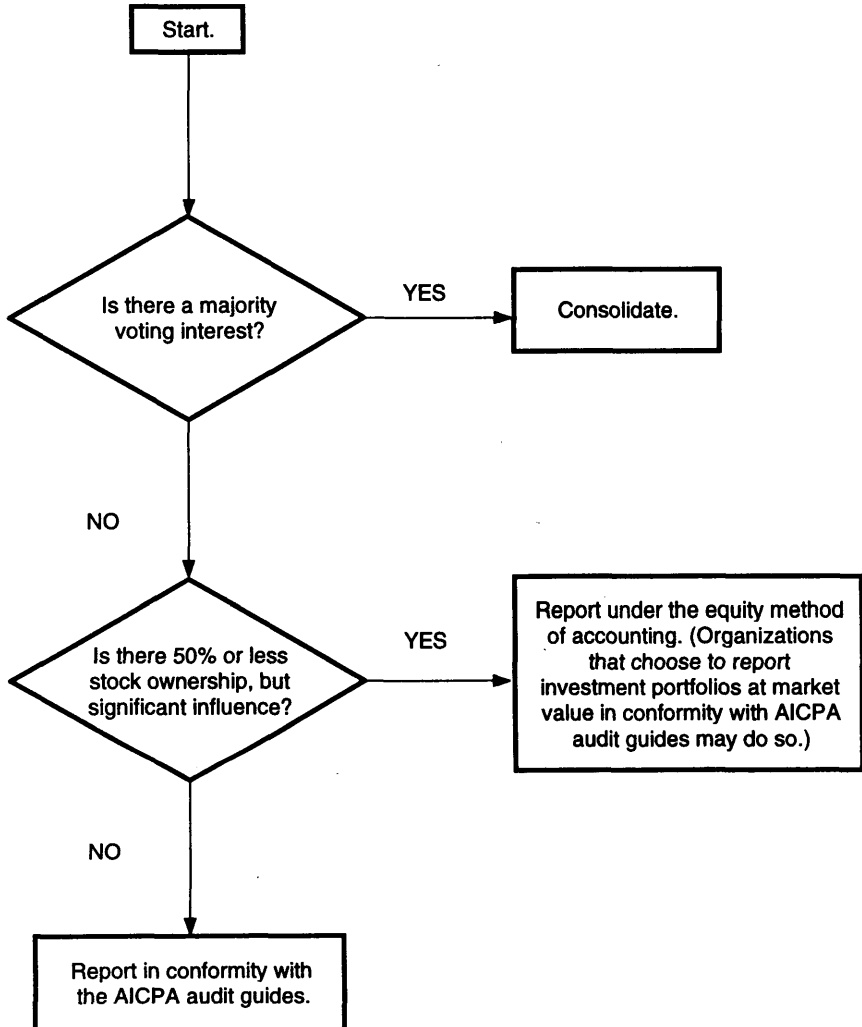 Start.
Is there a majority
voting interest?
YES
Consolidate.
NO
Is there 50% or less
stock ownership, but
significant influence?
YES
Report under the equity method
of accounting. (Organizations
that choose to report
investment portfolios at market
value in conformity with AICPA
audit guides may do so.)
NO
Report in conformity with
the AICPA audit guides.